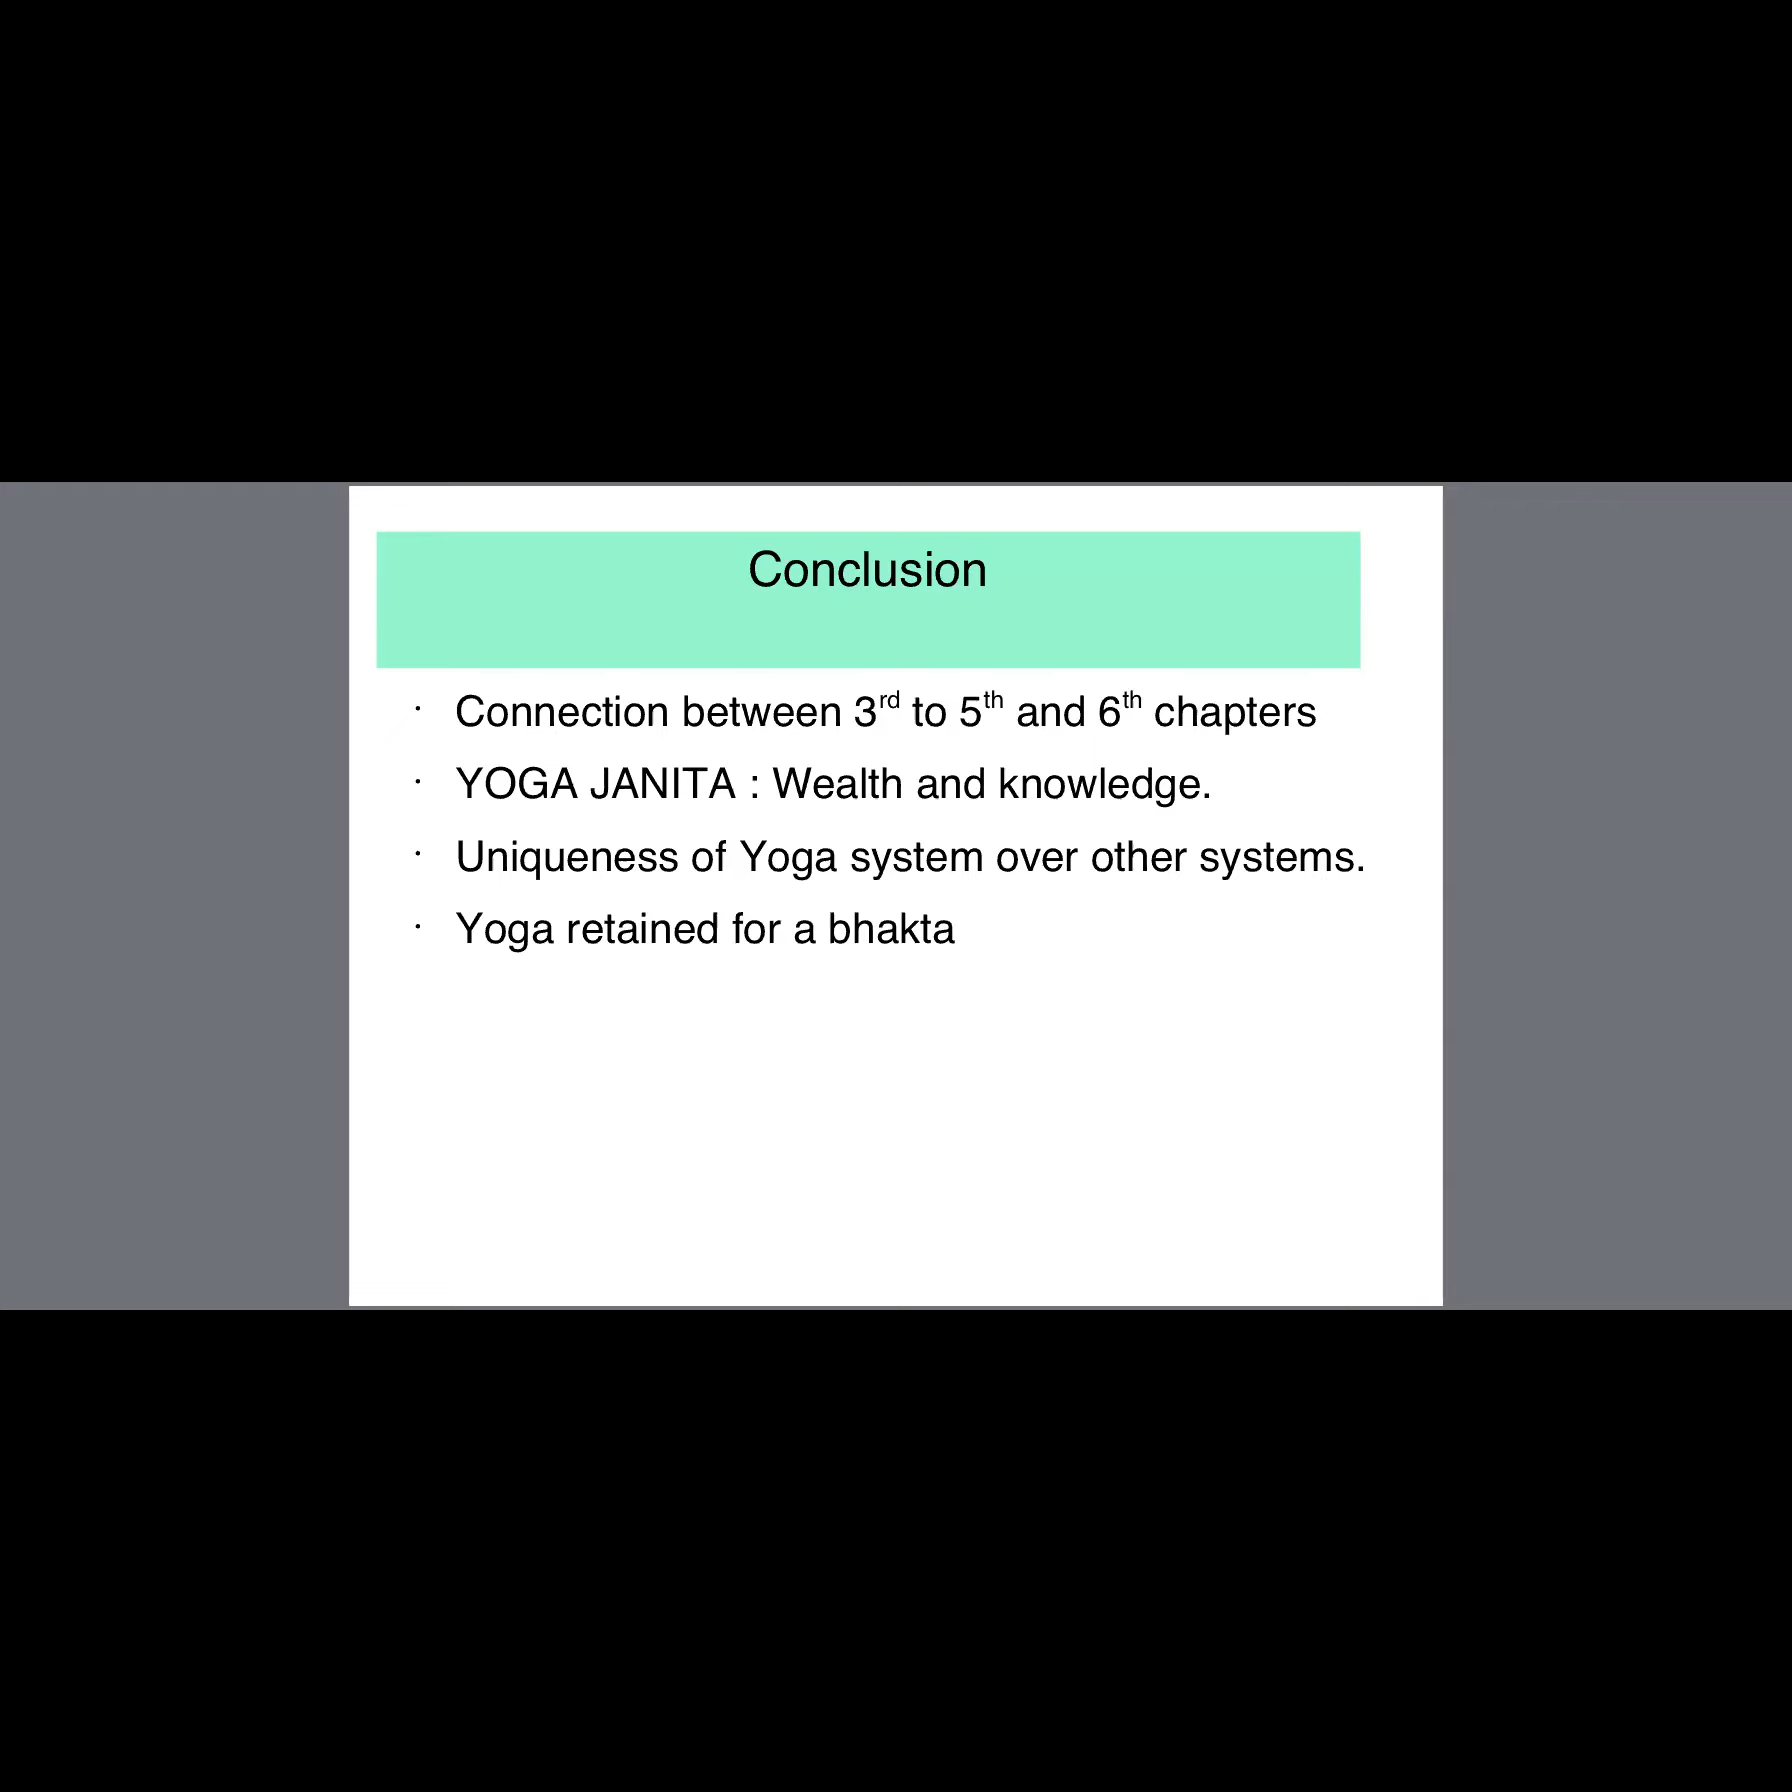 Conclusion
· Connection between 3rd to 5th and 6th chapters
· YOGA JANITA : Wealth and knowledge.
· Uniqueness of Yoga system over other systems.
· Yoga retained for a bhakta